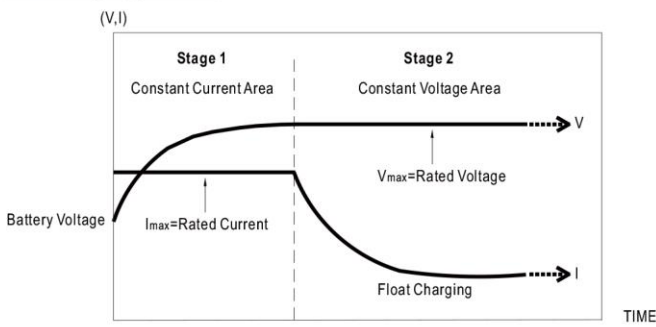 (V,I)
Stage 1
Stage 2
Constant Current Area
Constant Voltage Area
V
Vmax=Rated Voltage
Battery Voltage
Imax=Rated Current
I
Float Charging
TIME